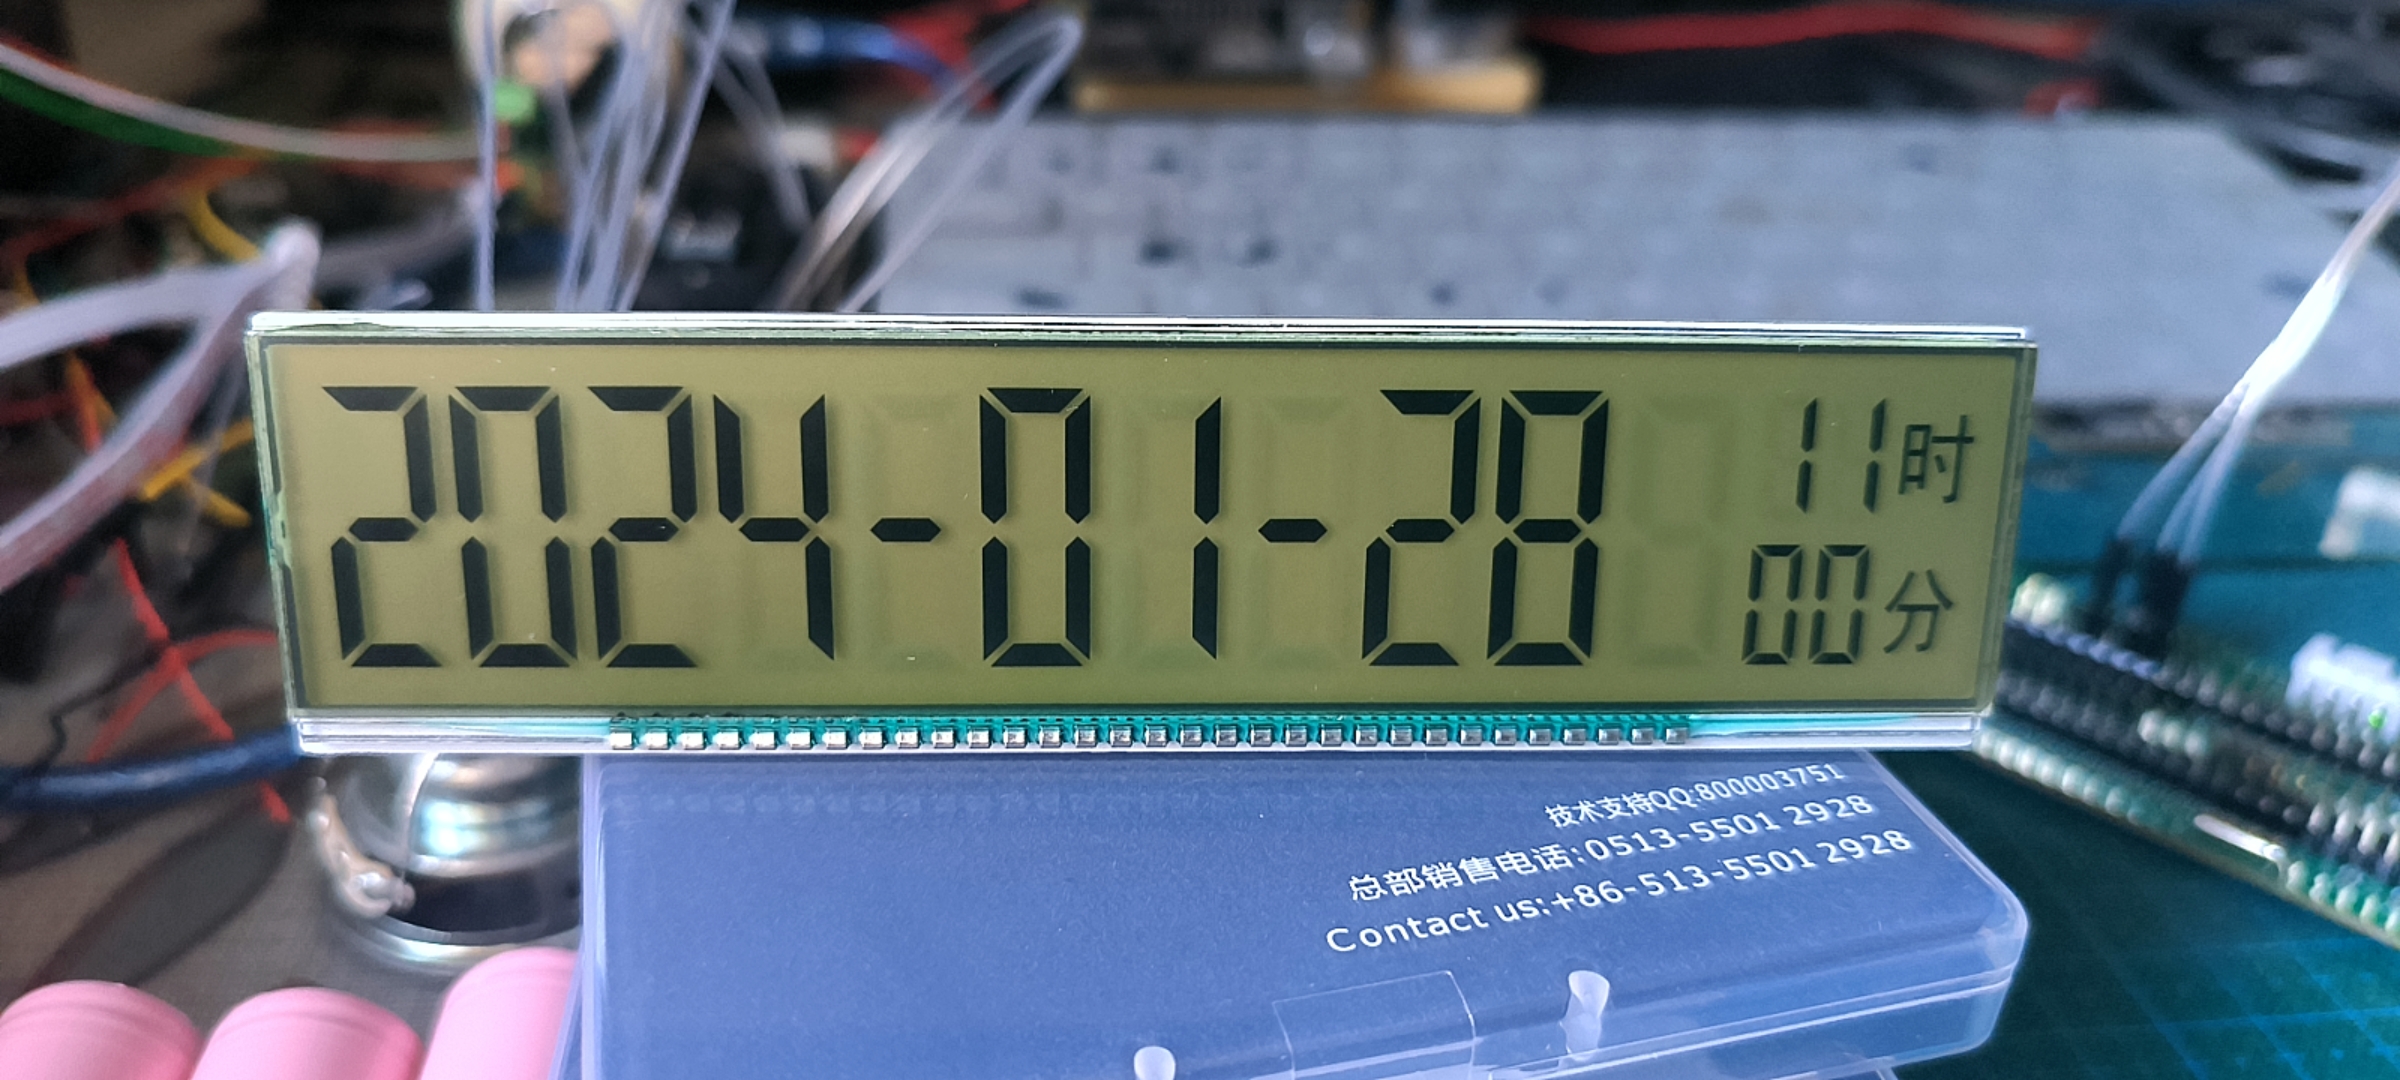 2024-01-28
11时
00分
技术支持QQ:800003751
总部销售电话:0513-5501 2928
Contact us:+86-513-5501 2928